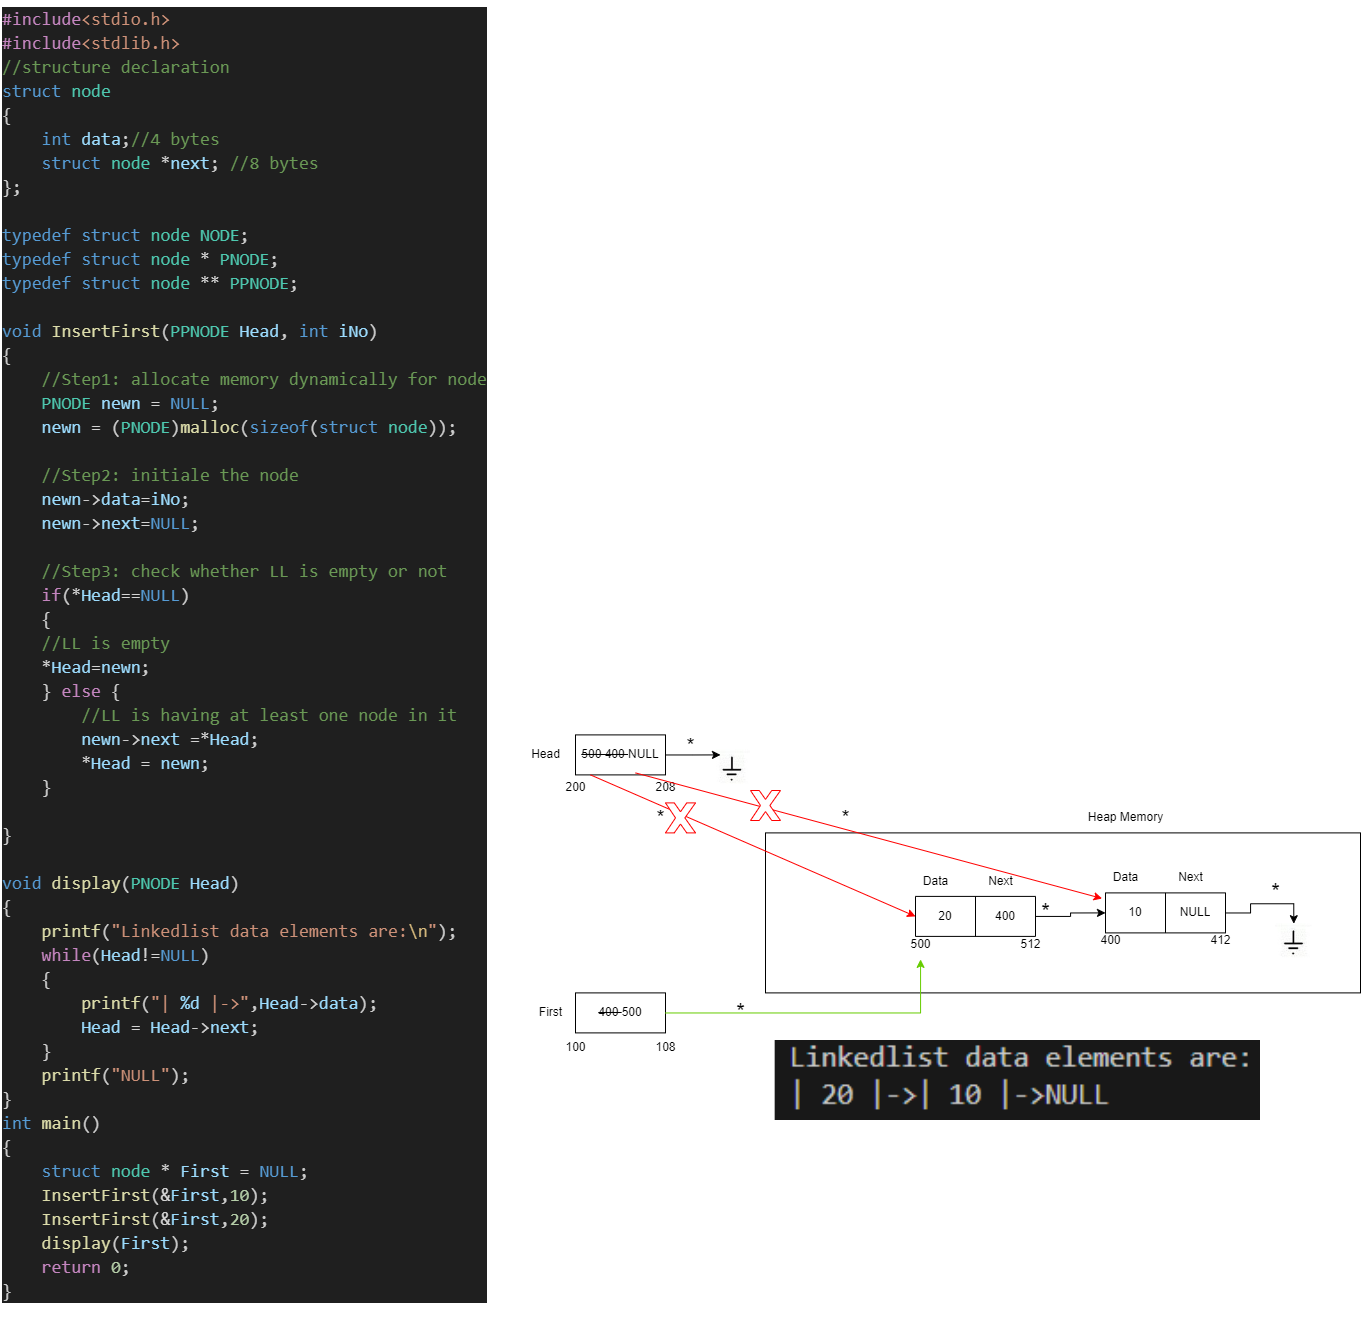 #include<stdio.h>
#include<stdlib.h>
//structure declaration
struct node
{
    int data;//4 bytes
    struct node *next; //8 bytes
};
typedef struct node NODE;
typedef struct node * PNODE;
typedef struct node ** PPNODE;
void InsertFirst(PPNODE Head, int iNo)
{
    //Step1: allocate memory dynamically for node
    PNODE newn = NULL;
    newn = (PNODE)malloc(sizeof(struct node));
    //Step2: initiale the node
    newn->data=iNo;
    newn->next=NULL;
    //Step3: check whether LL is empty or not
    if(*Head==NULL)
    {
    //LL is empty
    *Head=newn;
    } else {
        //LL is having at least one node in it
        newn->next =*Head;
        *Head = newn;
    }
}
void display(PNODE Head)
{
    printf("Linkedlist data elements are:\n");
    while(Head!=NULL)
    {
        printf("| %d |->",Head->data);
        Head = Head->next;
    }
    printf("NULL");
}
int main()
{
    struct node * First = NULL;
    InsertFirst(&First,10);
    InsertFirst(&First,20);
    display(First);
    return 0;
}
*
Head 500 400 NULL
200 208
* X X *
Heap Memory
Data Next Data Next
*
20 400 * 10 NULL
500 512 400 412
First 400 500 *
100 108
Linkedlist data elements are:
| 20 |->| 10 |->NULL